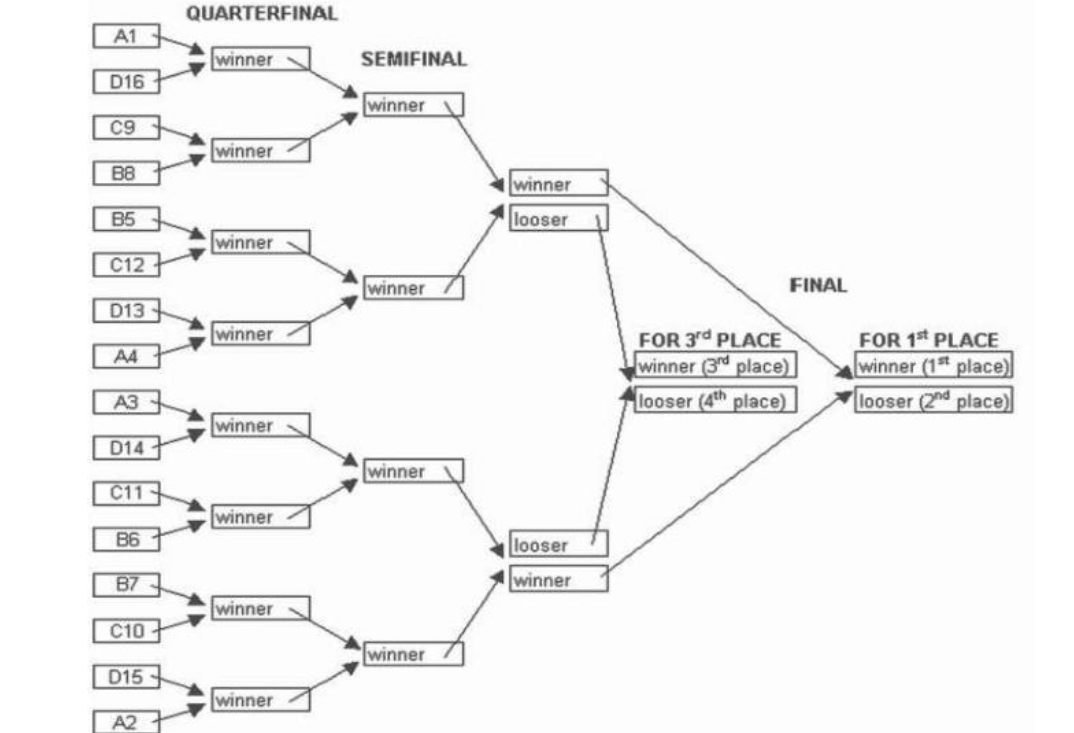 QUARTERFINAL
A1
D16
C9
B8
B5
C12
D13
A4
A3
D14
C11
B6
B7
C10
D15
A2
winner
winner
winner
winner
winner
winner
winner
winner
SEMIFINAL
winner
winner
winner
winner
winner
looser
looser
winner
FOR 3rd PLACE
winner (3rd place)
looser (4th place)
FINAL
FOR 1st PLACE
winner (1st place)
looser (2nd place)